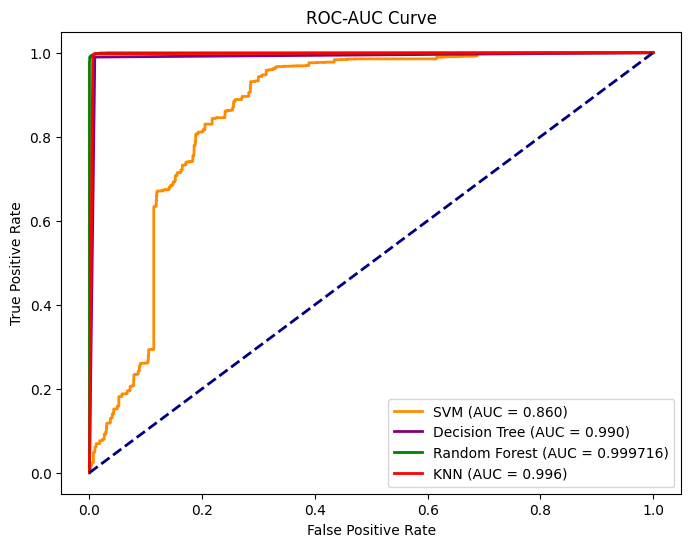 ROC-AUC Curve
True Positive Rate
1.0
0.8
0.6
0.4
0.2
0.0
SVM (AUC = 0.860)
Decision Tree (AUC = 0.990)
Random Forest (AUC = 0.999716)
KNN (AUC = 0.996)
0.0 0.2 0.4 0.6 0.8 1.0
False Positive Rate